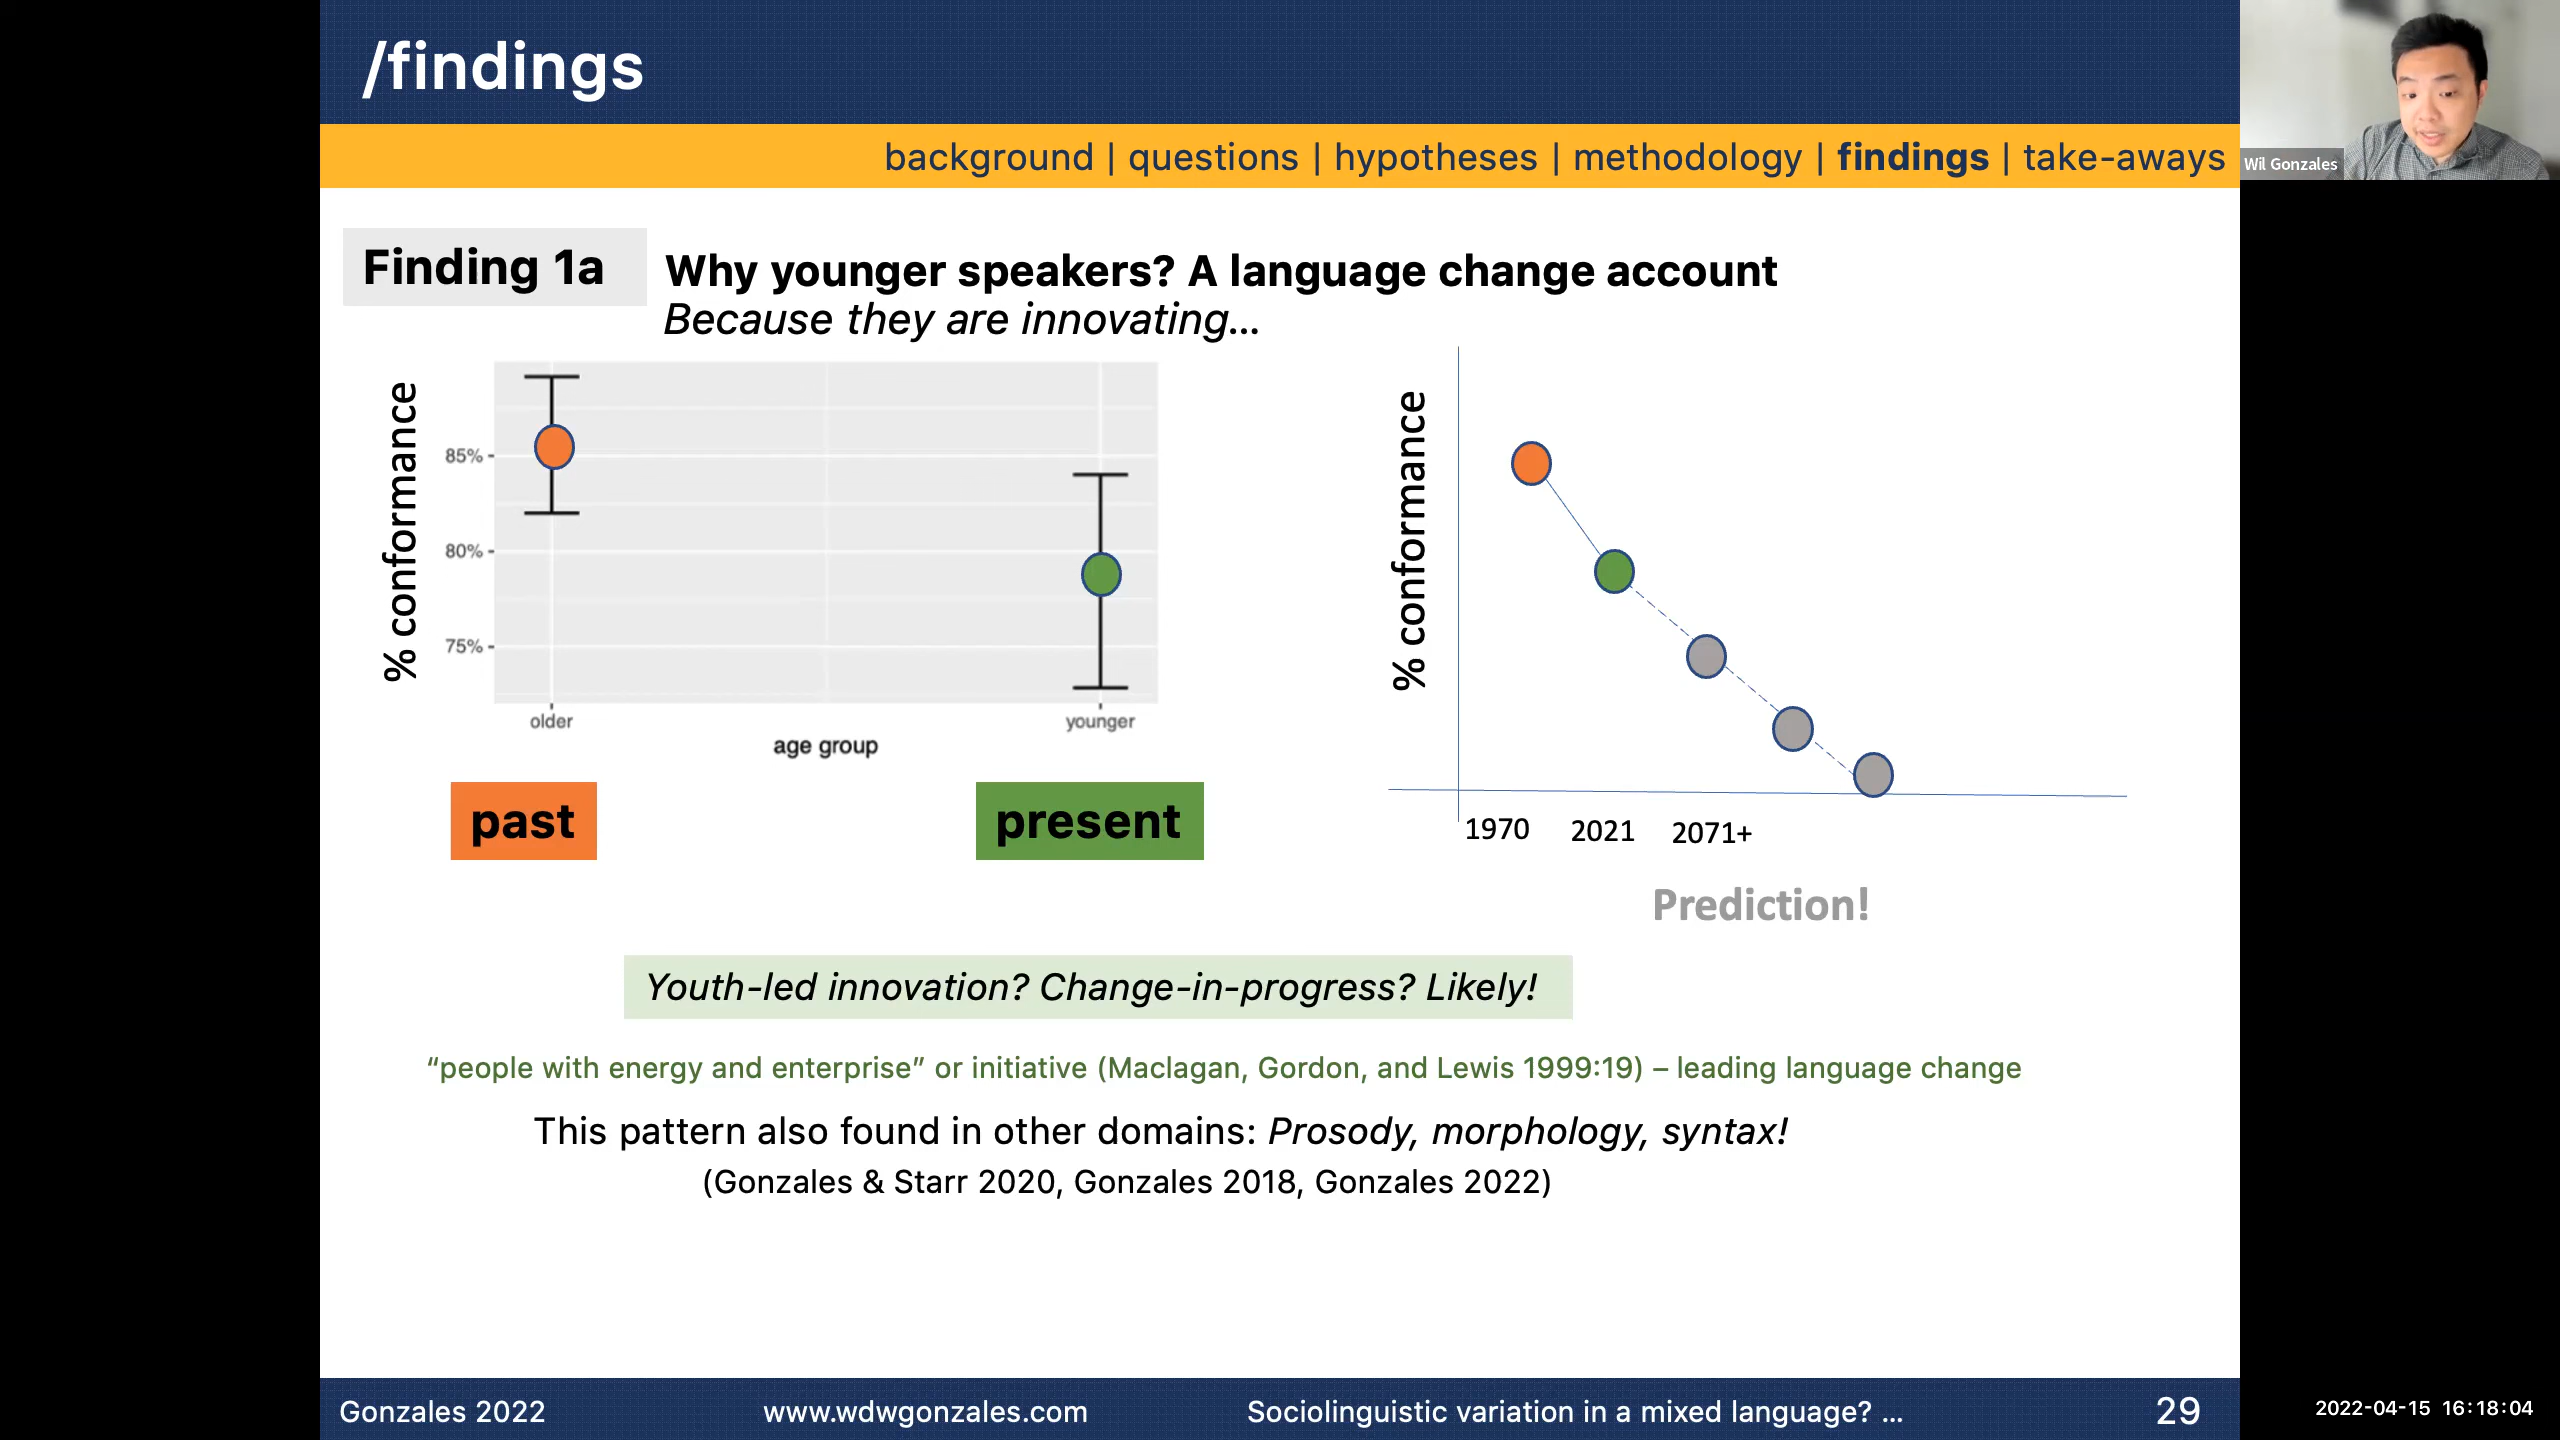 /findings
background | questions | hypotheses | methodology | findings | take-aways
Wil Gonzales
Finding 1a
Why younger speakers? A language change account
Because they are innovating...
% conformance
85%
80%
75%
older
younger
age group
past
present
% conformance
1970
2021
2071+
Prediction!
Youth-led innovation? Change-in-progress? Likely!
“people with energy and enterprise” or initiative (Maclagan, Gordon, and Lewis 1999:19) – leading language change
This pattern also found in other domains: Prosody, morphology, syntax!
(Gonzales & Starr 2020, Gonzales 2018, Gonzales 2022)
Gonzales 2022
www.wdwgonzales.com
Sociolinguistic variation in a mixed language? ...
29
2022-04-15 16:18:04